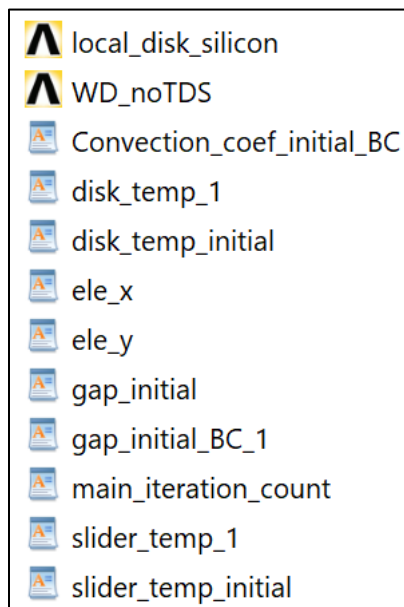 local_disk_silicon
WD_noTDS
Convection_coef_initial_BC
disk_temp_1
disk_temp_initial
ele_x
ele_y
gap_initial
gap_initial_BC_1
main_iteration_count
slider_temp_1
slider_temp_initial